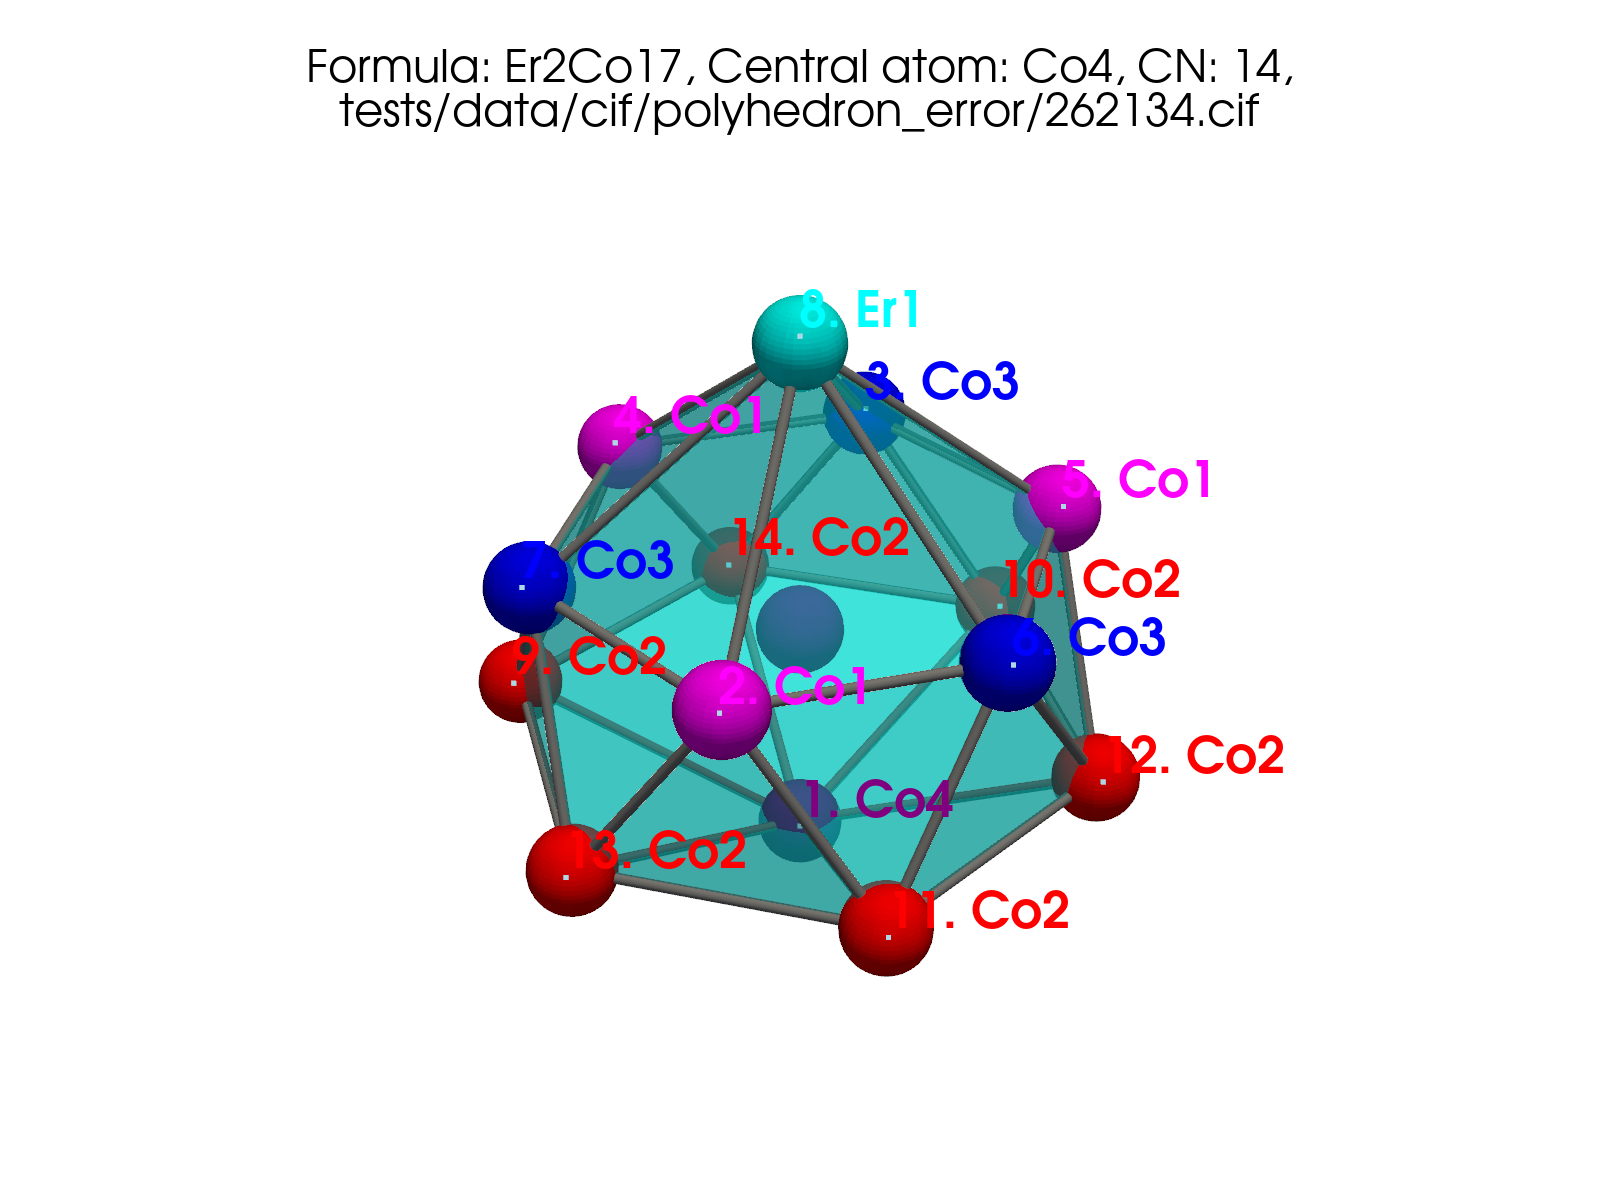 Formula: Er2Co17, Central atom: Co4, CN: 14,
tests/data/cif/polyhedron_error/262134.cif
8. Er1
3. Co3
4. Co1
5. Co1
14. Co2
7. Co3
10. Co2
6. Co3
9. Co2
2. Co1
12. Co2
1. Co4
13. Co2
11. Co2